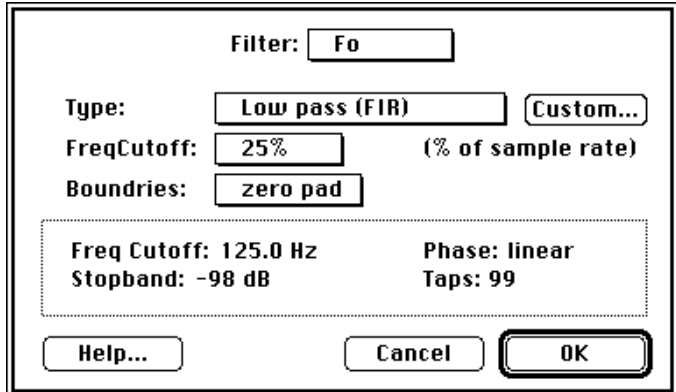 Filter: Fo
Type: Low pass (FIR) Custom...
FreqCutoff: 25% (% of sample rate)
Boundries: zero pad
Freq Cutoff: 125.0 Hz Phase: linear
Stopband: -98 dB Taps: 99
Help... Cancel OK